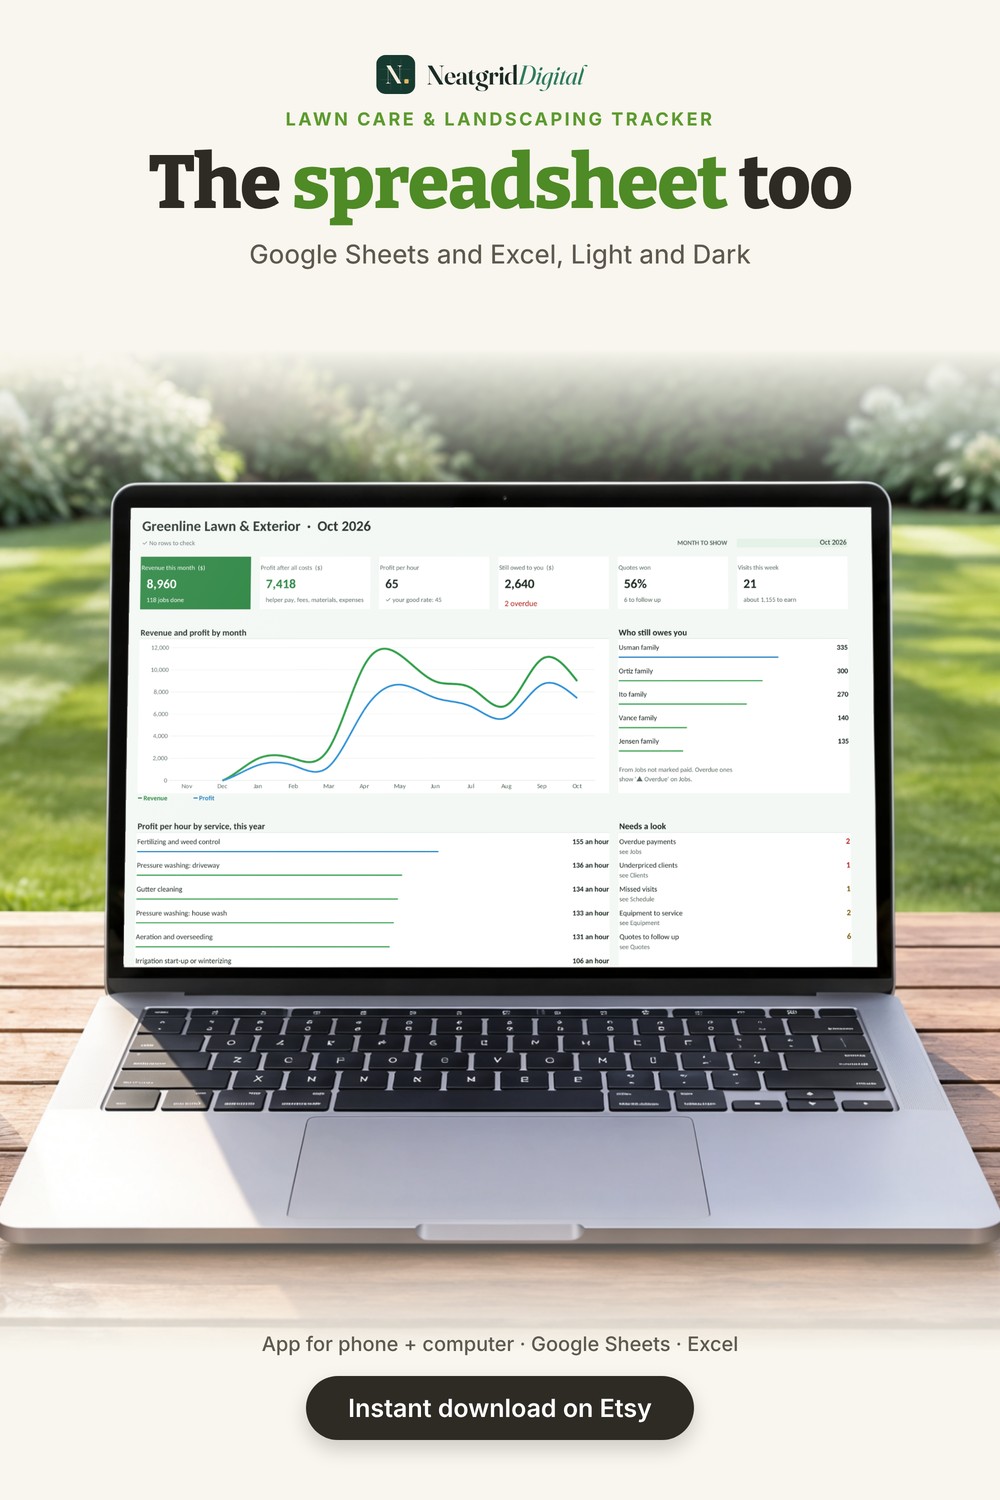 N. NeatgridDigital
LAWN CARE & LANDSCAPING TRACKER
The spreadsheet too
Google Sheets and Excel, Light and Dark
Greenline Lawn & Exterior · Oct 2026
✓ No rows to check
MONTH TO SHOW
Oct 2026
Revenue this month ($)
8,960
118 jobs done
Profit after all costs ($)
7,418
helper pay, fees, materials, expenses
Profit per hour
65
✓ your good rate: 45
Still owed to you ($)
2,640
2 overdue
Quotes won
56%
6 to follow up
Visits this week
21
about 1,155 to earn
Revenue and profit by month
12,000
10,000
8,000
6,000
4,000
2,000
0
Nov Dec Jan Feb Mar Apr May Jun Jul Aug Sep Oct
Revenue Profit
Who still owes you
Usman family 335
Ortiz family 300
Ito family 270
Vance family 140
Jensen family 135
From Jobs not marked paid. Overdue ones
show '▲ Overdue' on Jobs.
Profit per hour by service, this year
Fertilizing and weed control 155 an hour
Pressure washing: driveway 136 an hour
Gutter cleaning 134 an hour
Pressure washing: house wash 133 an hour
Aeration and overseeding 131 an hour
Irrigation start-up or winterizing 106 an hour
Needs a look
Overdue payments 2
see Jobs
Underpriced clients 1
see Clients
Missed visits 1
see Schedule
Equipment to service 2
see Equipment
Quotes to follow up 6
see Quotes
App for phone + computer · Google Sheets · Excel
Instant download on Etsy